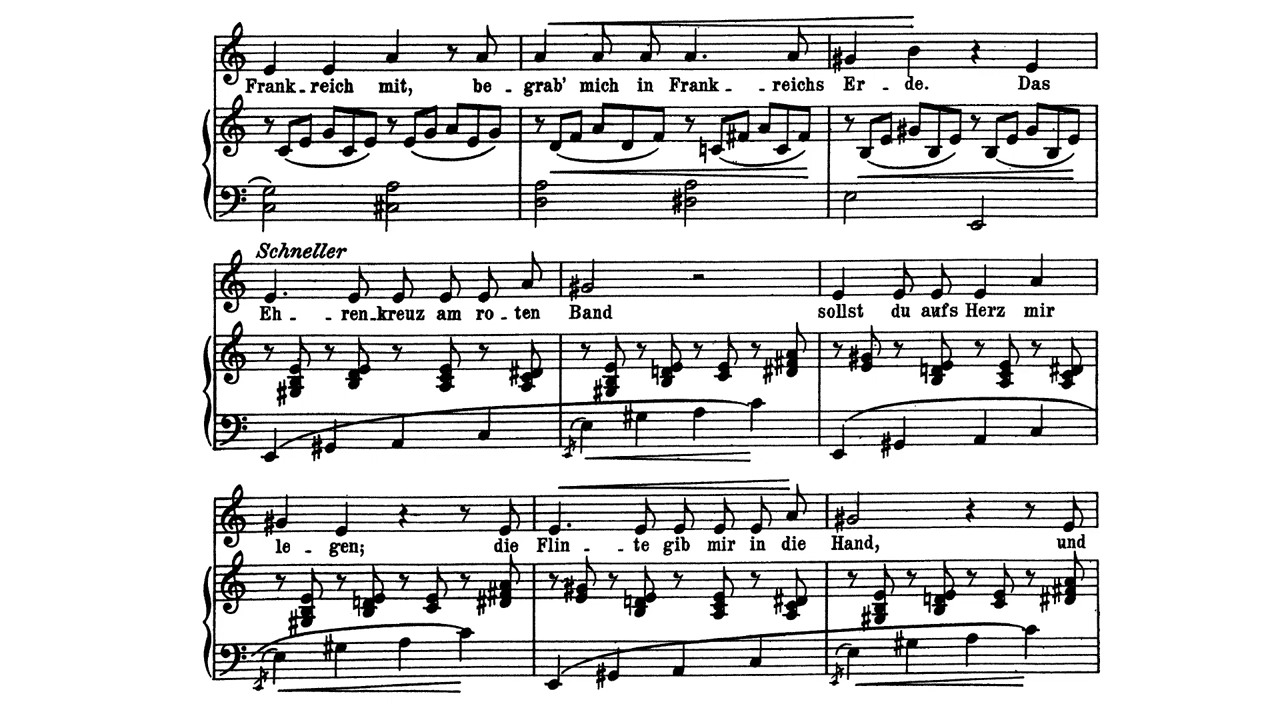 Frank-reich mit, be-grab' mich in Frank-reichs Er-de. Das
Schneller
Eh-ren-kreuz am ro-ten Band sollst du aufs Herz mir
le-gen; die Flin-te gib mir in die Hand, und